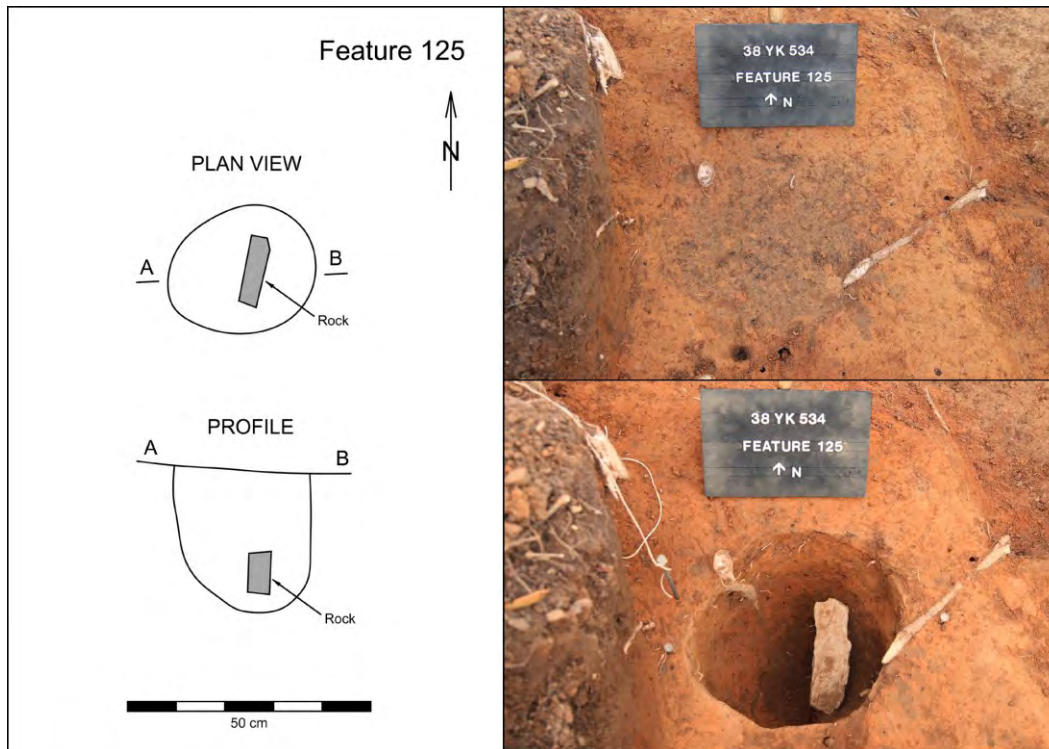 Feature 125
N
PLAN VIEW
A
B
Rock
PROFILE
A
B
Rock
50 cm
38 YK 534
FEATURE 125
↑ N
38 YK 534
FEATURE 125
↑ N